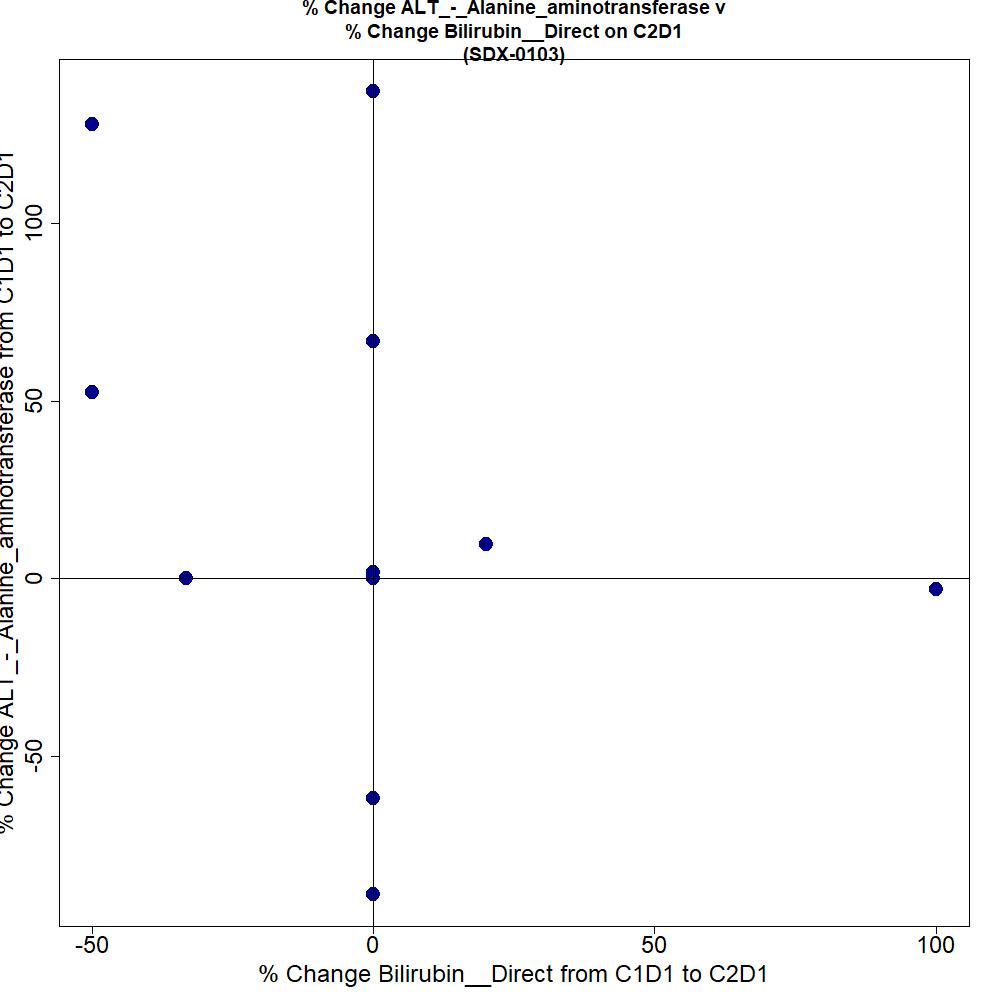 % Change ALT_-_Alanine_aminotransferase v
% Change Bilirubin__Direct on C2D1
(SDX-0103)
% Change ALT_-_Alanine_aminotransferase from C1D1 to C2D1
100
50
0
-50
-50
0
50
100
% Change Bilirubin__Direct from C1D1 to C2D1